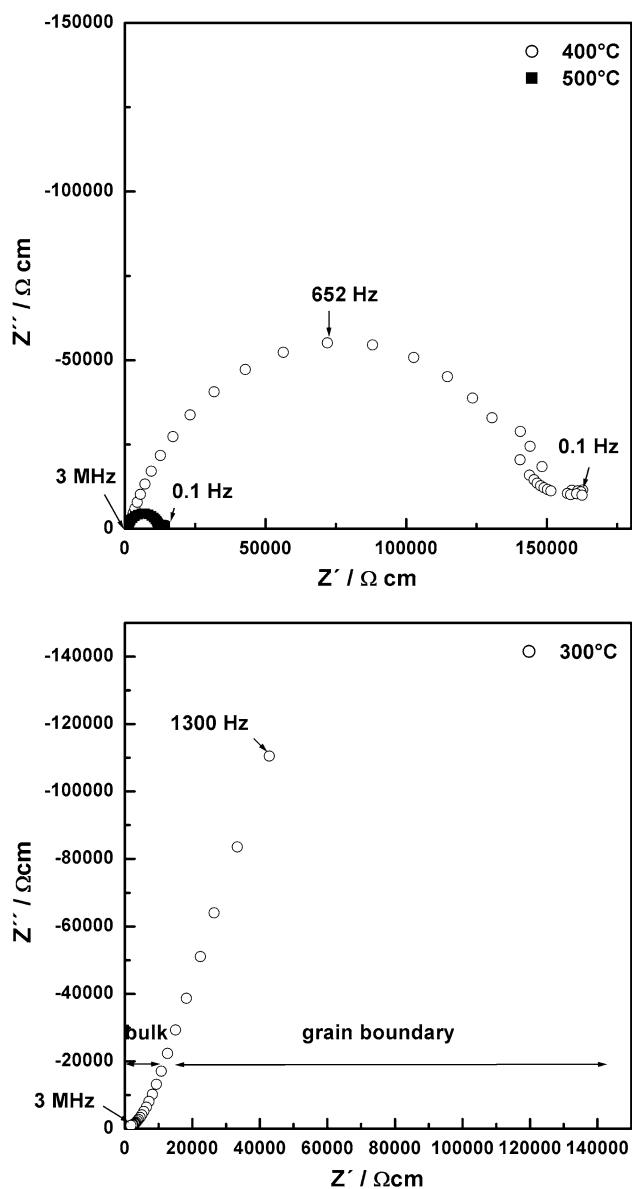 -150000
400°C
500°C
-100000
652 Hz
-50000
0.1 Hz
3 MHz
0.1 Hz
0
0
50000
100000
150000
Z´´ / Ω cm
Z´ / Ω cm
-140000
300°C
-120000
1300 Hz
-100000
-80000
-60000
-40000
bulk
grain boundary
-20000
3 MHz
0
0
20000
40000
60000
80000
100000
120000
140000
Z´´ / Ωcm
Z´ / Ωcm